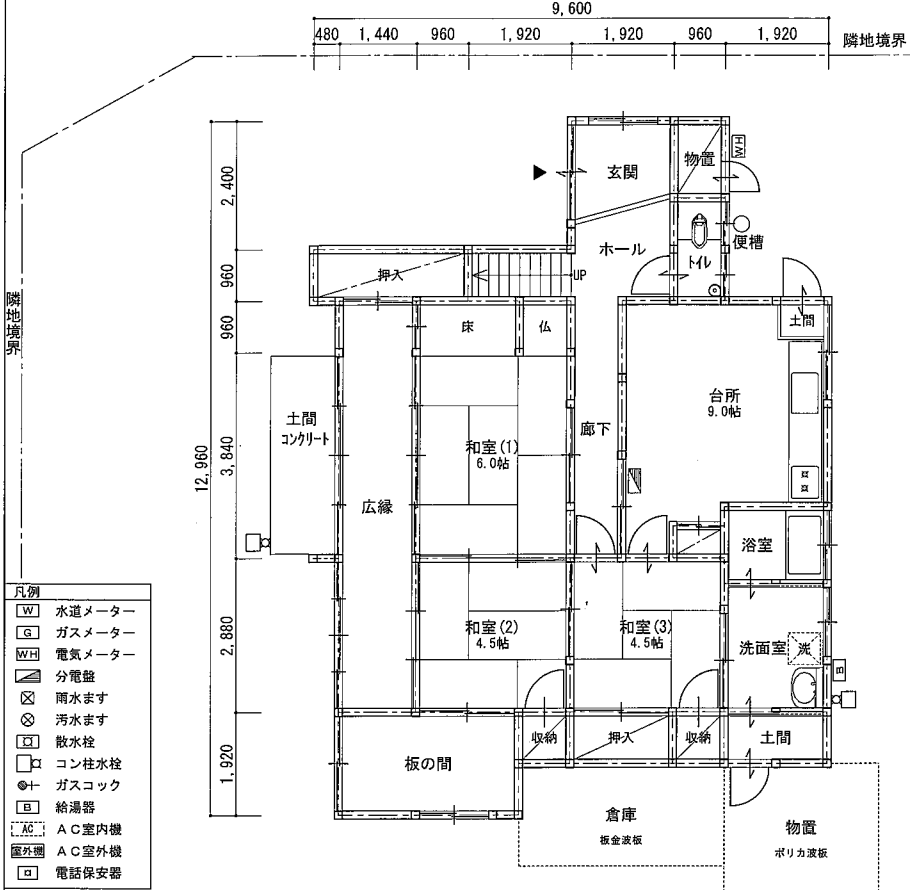 9,600
480 1,440 960 1,920 1,920 960 1,920
隣地境界
隣地境界
12,960
2,400
960
960
3,840
2,880
1,920
玄関
物置
WH
ホール
トイレ
便槽
押入
UP
床
仏
土間
土間
コンクリート
広縁
和室(1)
6.0帖
廊下
台所
9.0帖
浴室
和室(2)
4.5帖
和室(3)
4.5帖
洗面室
洗
B
板の間
収納
押入
収納
土間
倉庫
板金波板
物置
ポリカ波板
凡例
W 水道メーター
G ガスメーター
WH 電気メーター
分電盤
雨水ます
汚水ます
散水栓
コン柱水栓
ガスコック
B 給湯器
AC AC室内機
室外機 AC室外機
電話保安器